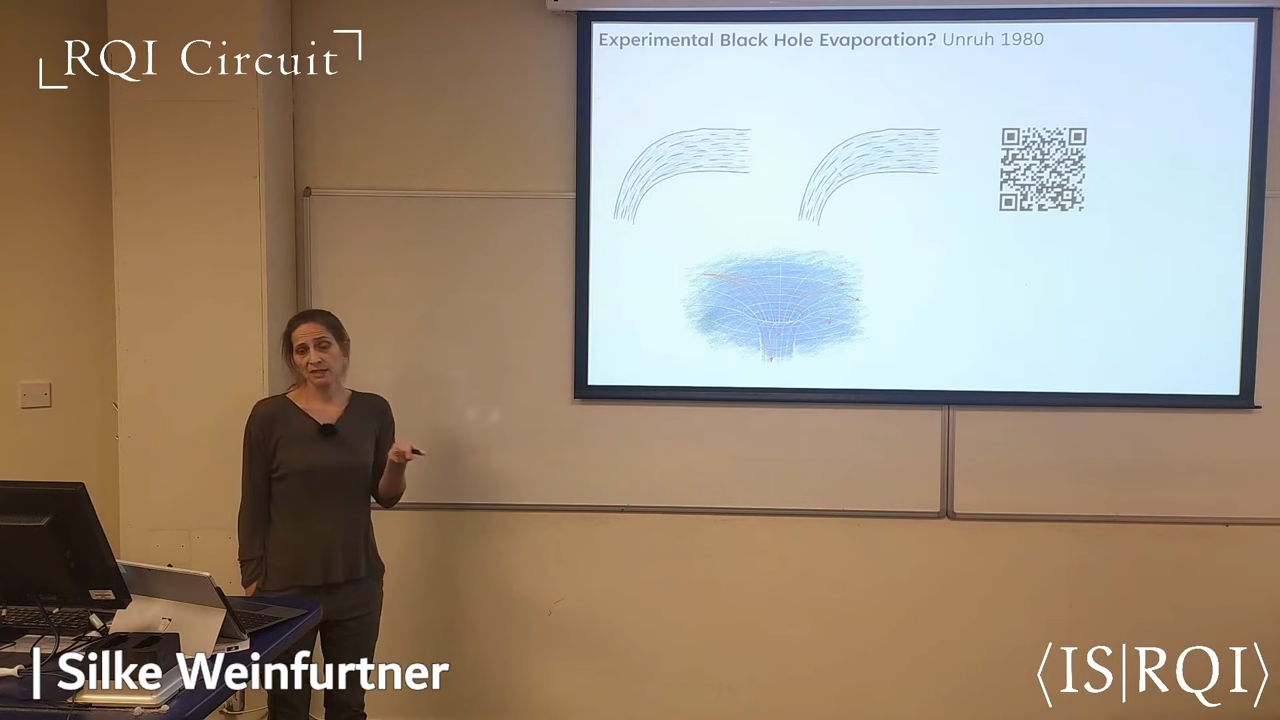 RQI Circuit
Experimental Black Hole Evaporation? Unruh 1980
| Silke Weinfurtner
⟨IS|RQI⟩